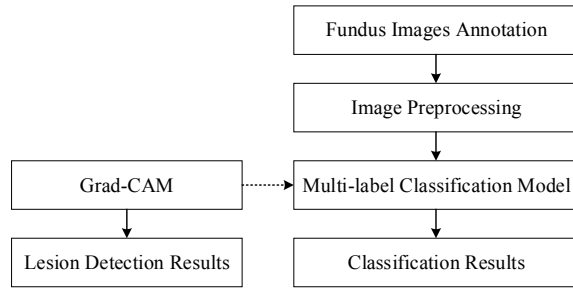 Fundus Images Annotation
Image Preprocessing
Grad-CAM
Multi-label Classification Model
Lesion Detection Results
Classification Results